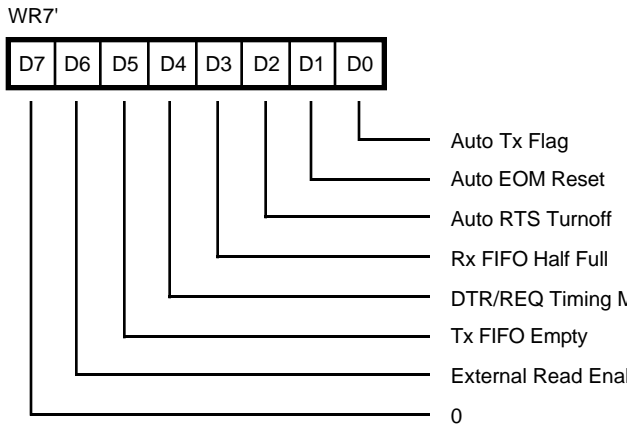 WR7'
D7 D6 D5 D4 D3 D2 D1 D0
Auto Tx Flag
Auto EOM Reset
Auto RTS Turnoff
Rx FIFO Half Full
DTR/REQ Timing M
Tx FIFO Empty
External Read Enal
0